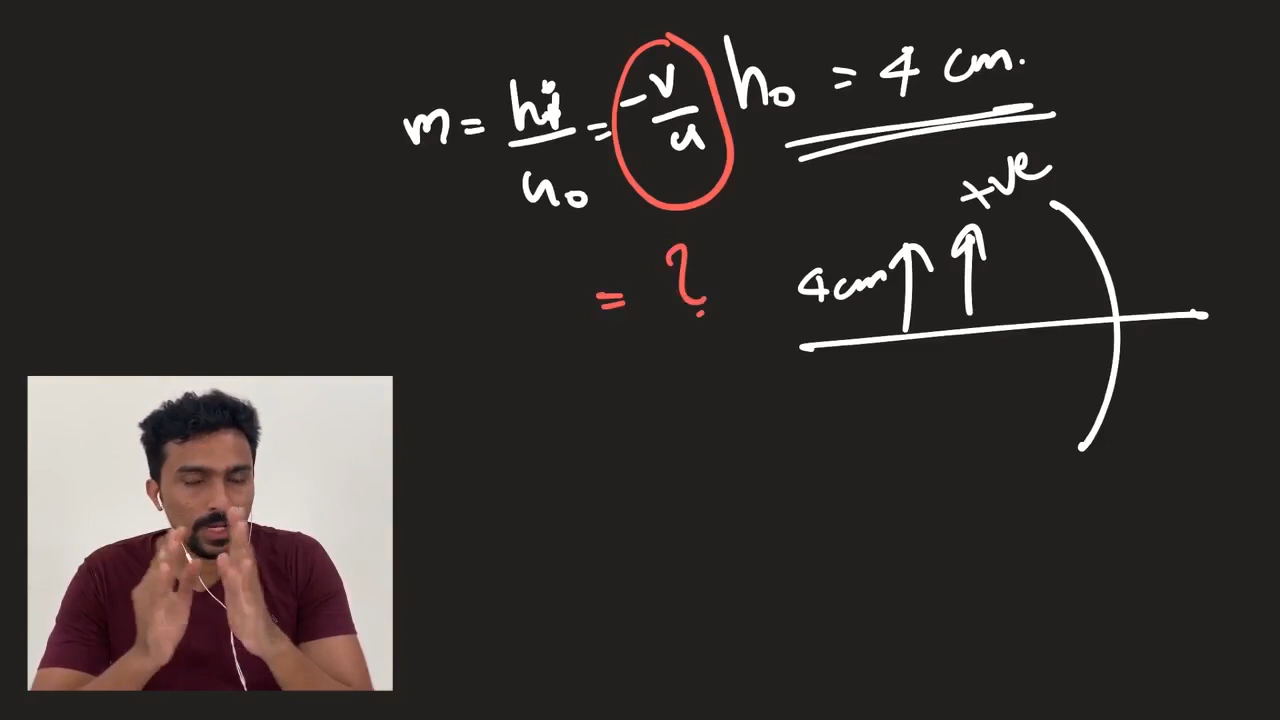 m = hi/ho = -v/u
ho = 4 cm.
= ?
+ve
4cm